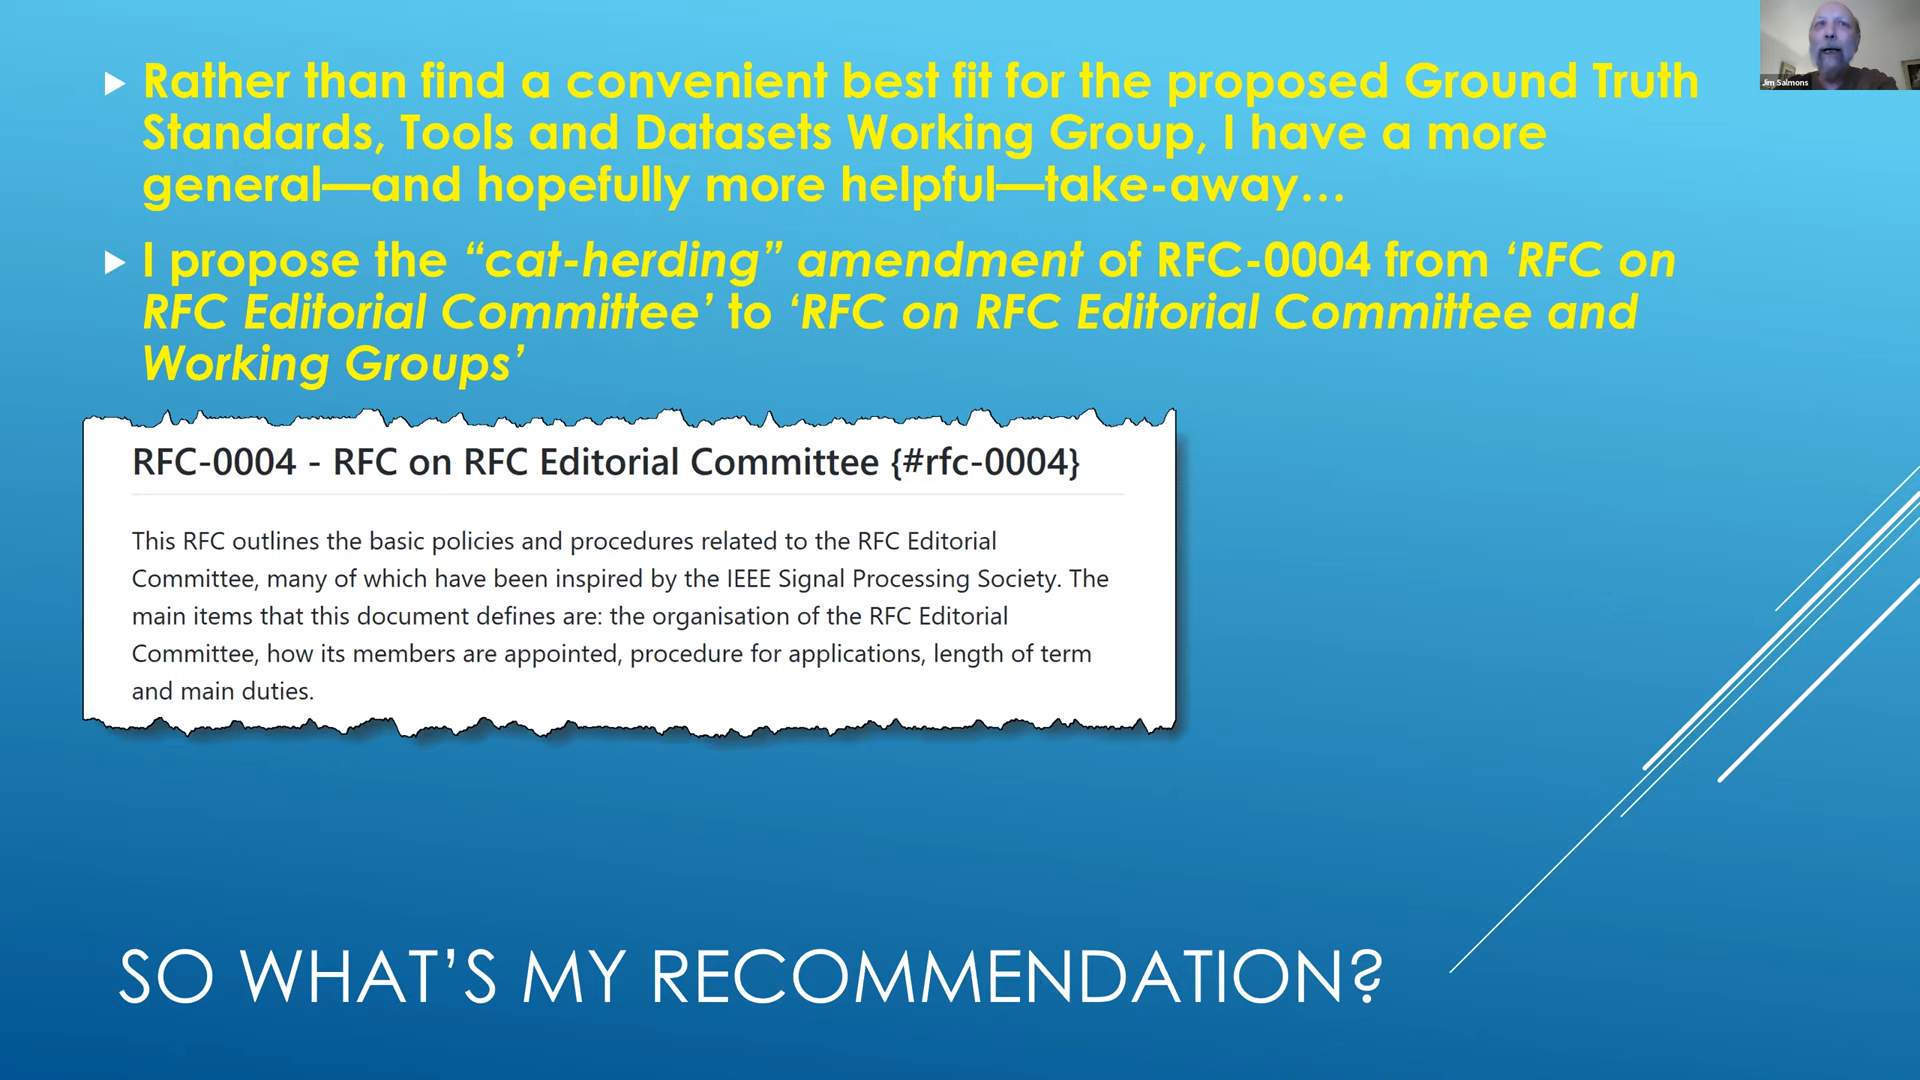 Rather than find a convenient best fit for the proposed Ground Truth
Standards, Tools and Datasets Working Group, I have a more
general—and hopefully more helpful—take-away…
I propose the “cat-herding” amendment of RFC-0004 from ‘RFC on
RFC Editorial Committee’ to ‘RFC on RFC Editorial Committee and
Working Groups’
RFC-0004 - RFC on RFC Editorial Committee {#rfc-0004}
This RFC outlines the basic policies and procedures related to the RFC Editorial
Committee, many of which have been inspired by the IEEE Signal Processing Society. The
main items that this document defines are: the organisation of the RFC Editorial
Committee, how its members are appointed, procedure for applications, length of term
and main duties.
SO WHAT’S MY RECOMMENDATION?
Jim Salmons